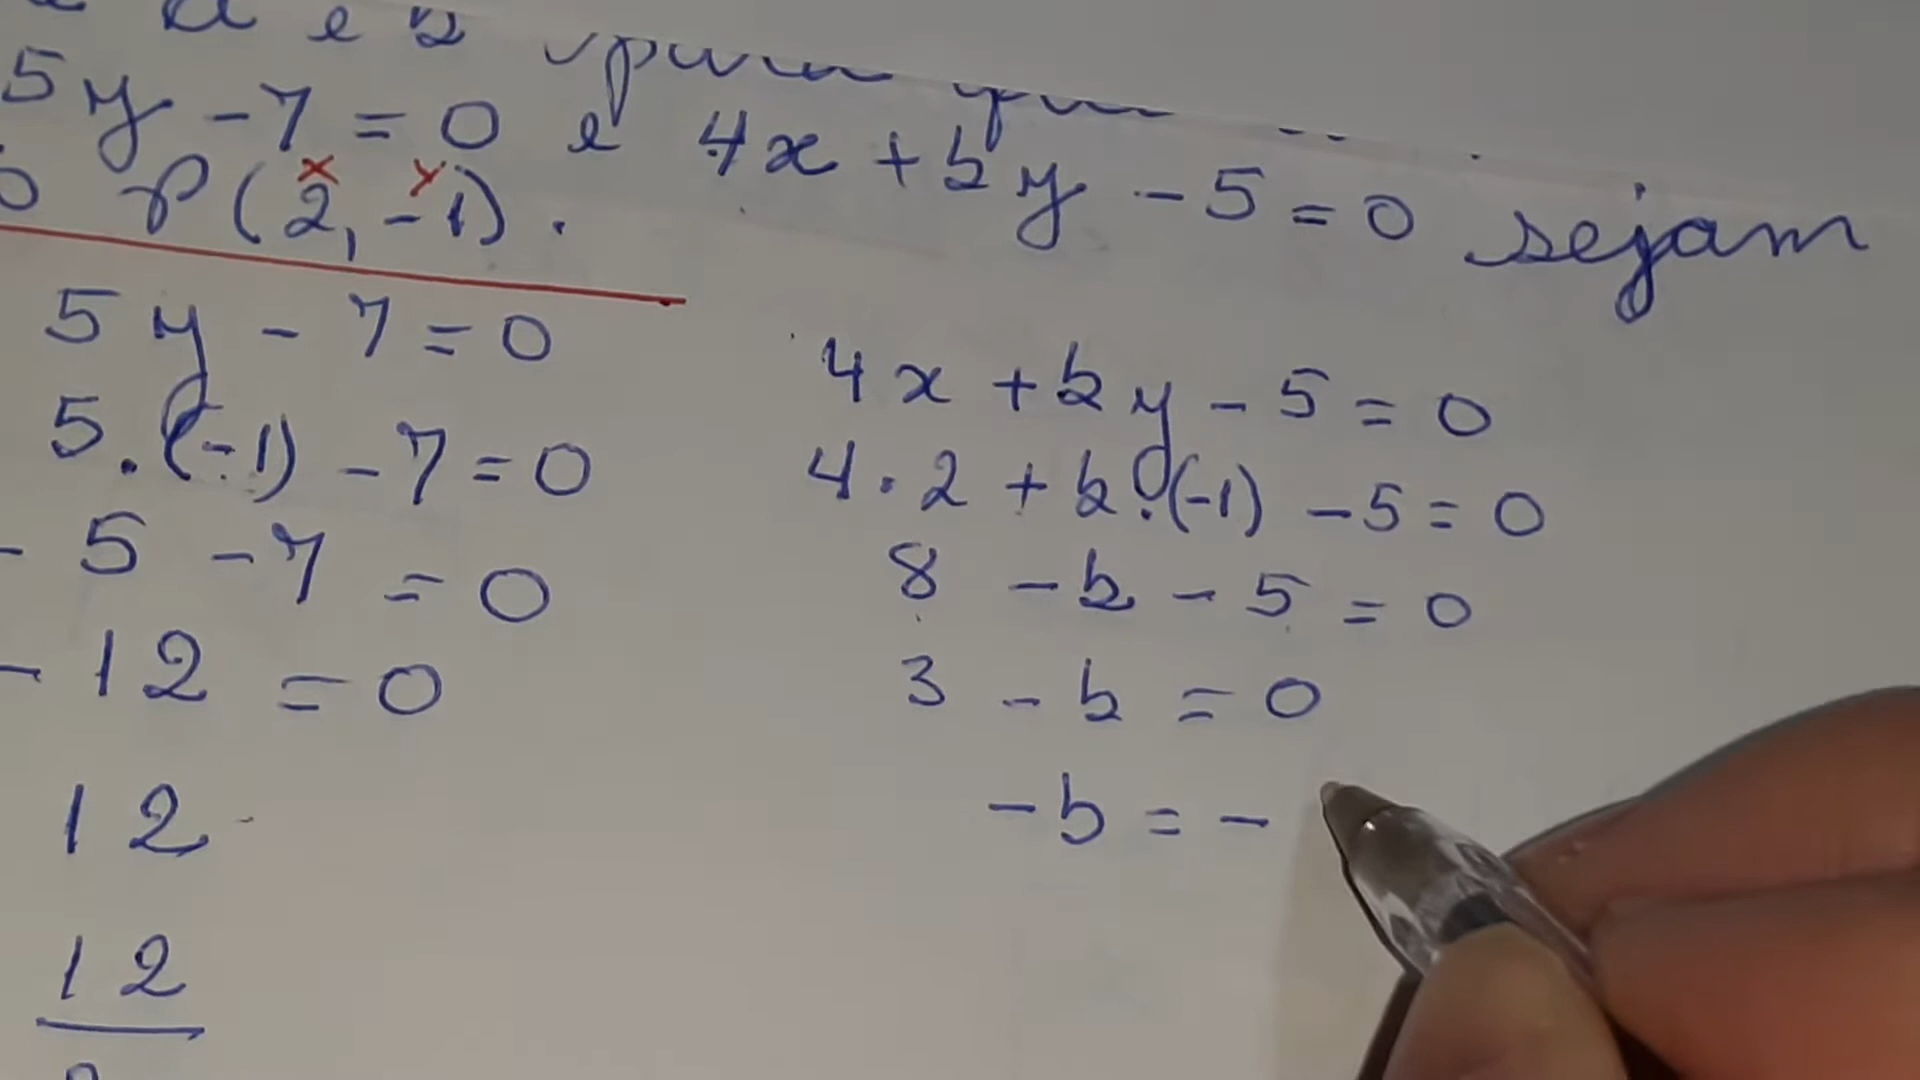 a e b para que
5y - 7 = 0 e 4x + by - 5 = 0 sejam
x y
P(2, -1).
5y - 7 = 0
5.(-1) - 7 = 0
- 5 - 7 = 0
- 12 = 0
12
12
4x + by - 5 = 0
4.2 + b.(-1) - 5 = 0
8 - b - 5 = 0
3 - b = 0
- b = -